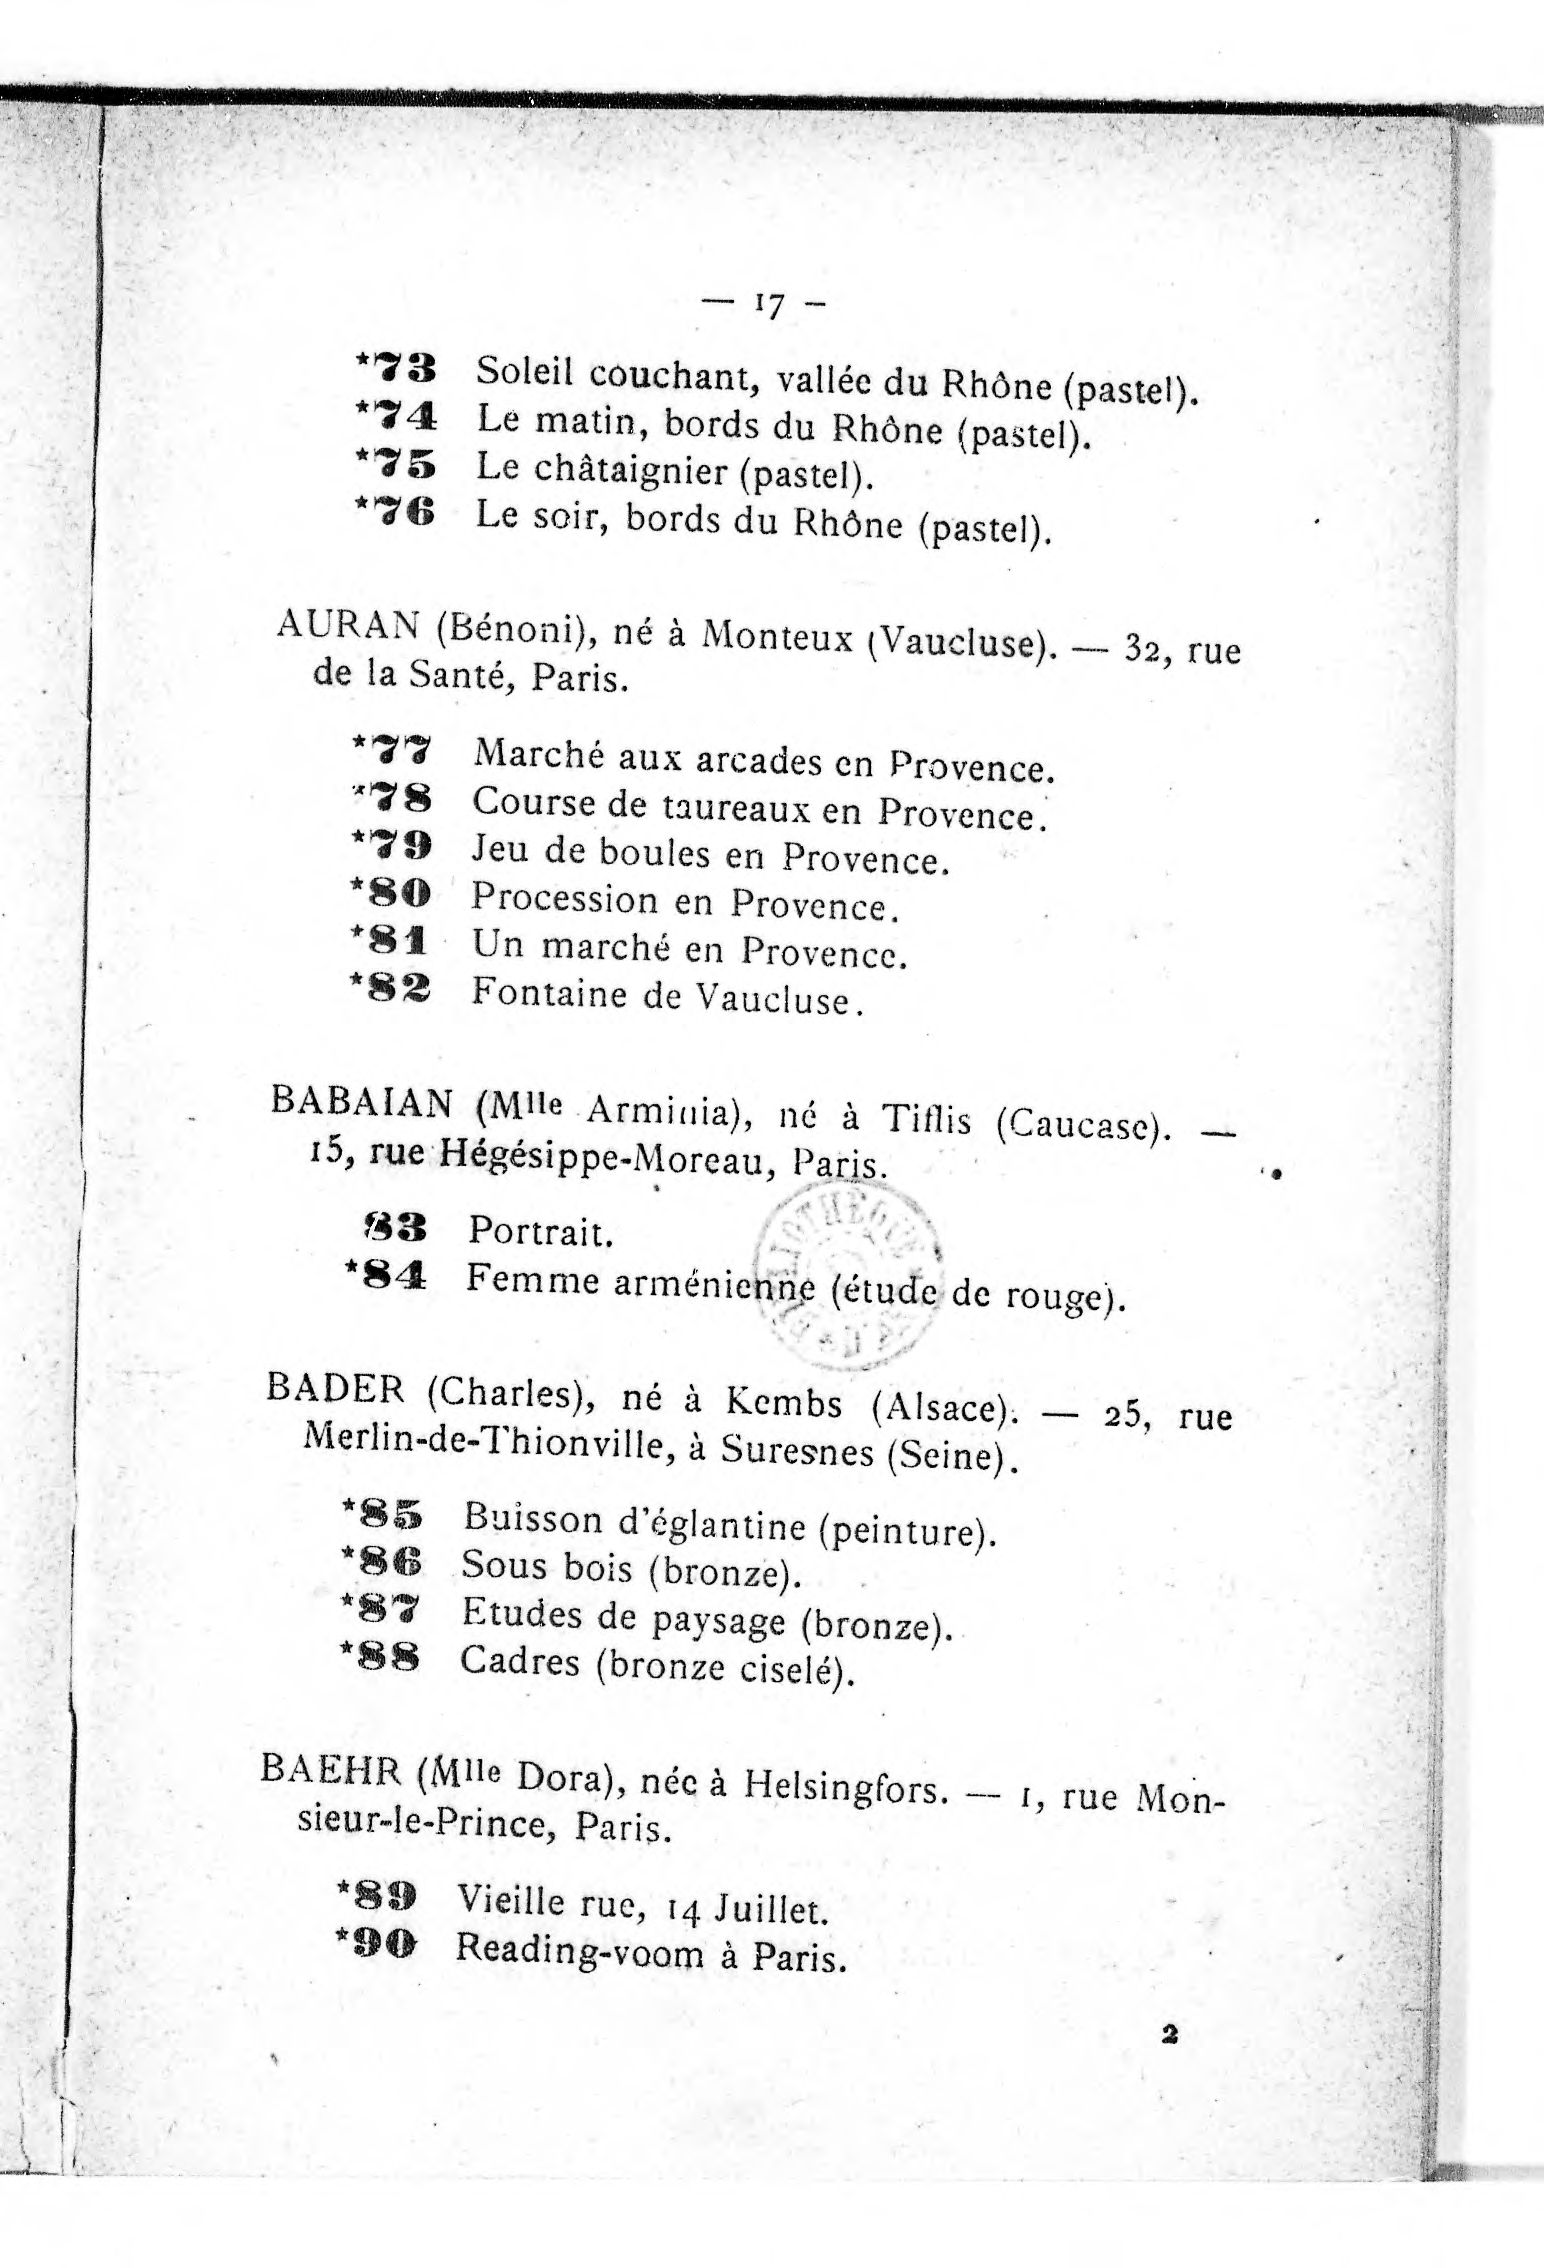 — 17 —
*73 Soleil couchant, vallée du Rhône (pastel).
*74 Le matin, bords du Rhône (pastel).
*75 Le châtaignier (pastel).
*76 Le soir, bords du Rhône (pastel).
AURAN (Bénoni), né à Monteux (Vaucluse). — 32, rue
de la Santé, Paris.
*77 Marché aux arcades en Provence.
*78 Course de taureaux en Provence.
*79 Jeu de boules en Provence.
*80 Procession en Provence.
*81 Un marché en Provence.
*82 Fontaine de Vaucluse.
BABAIAN (Mlle Arminia), né à Tiflis (Caucase). —
15, rue Hégésippe-Moreau, Paris.
83 Portrait.
*84 Femme arménienne (étude de rouge).
BADER (Charles), né à Kembs (Alsace). — 25, rue
Merlin-de-Thionville, à Suresnes (Seine).
*85 Buisson d'églantine (peinture).
*86 Sous bois (bronze).
*87 Etudes de paysage (bronze).
*88 Cadres (bronze ciselé).
BAEHR (Mlle Dora), née à Helsingfors. — 1, rue Mon-
sieur-le-Prince, Paris.
*89 Vieille rue, 14 Juillet.
*90 Reading-voom à Paris.
2